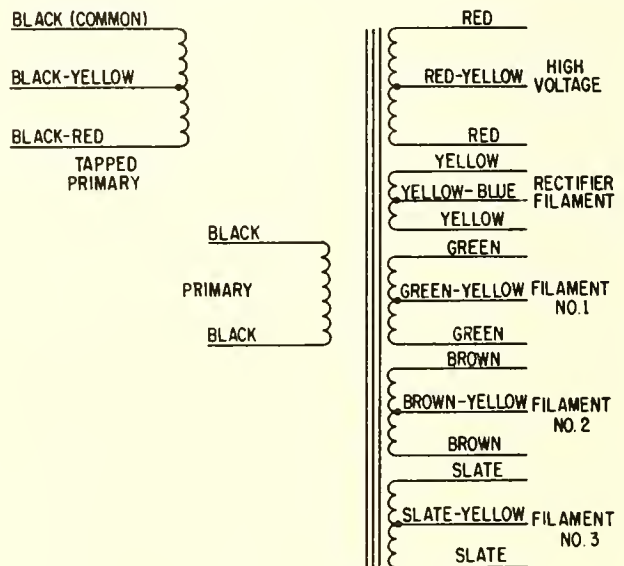 BLACK (COMMON)
BLACK-YELLOW
BLACK-RED
TAPPED
PRIMARY
BLACK
PRIMARY
BLACK
RED
RED-YELLOW
HIGH
VOLTAGE
RED
YELLOW
YELLOW-BLUE
RECTIFIER
FILAMENT
YELLOW
GREEN
GREEN-YELLOW
FILAMENT
NO.1
GREEN
BROWN
BROWN-YELLOW
FILAMENT
NO. 2
BROWN
SLATE
SLATE-YELLOW
FILAMENT
NO. 3
SLATE